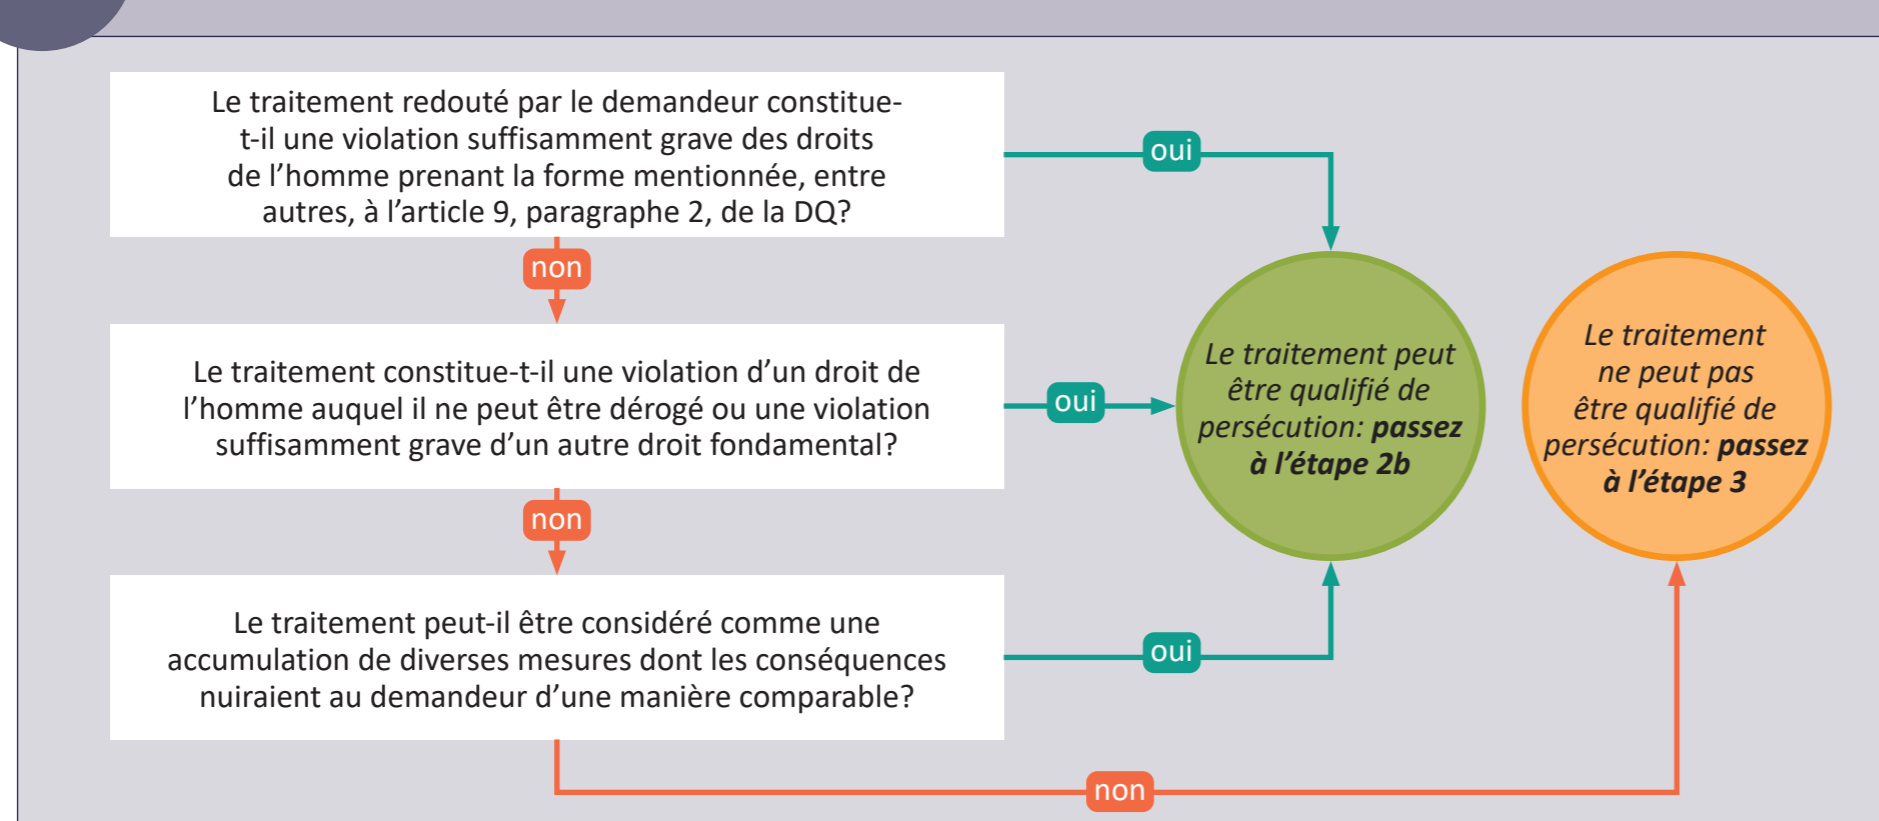 Le traitement redouté par le demandeur constitue-
t-il une violation suffisamment grave des droits
de l’homme prenant la forme mentionnée, entre
autres, à l’article 9, paragraphe 2, de la DQ?
oui
non
Le traitement constitue-t-il une violation d’un droit de
l’homme auquel il ne peut être dérogé ou une violation
suffisamment grave d’un autre droit fondamental?
oui
Le traitement peut
être qualifié de
persécution: passez
à l’étape 2b
Le traitement
ne peut pas
être qualifié de
persécution: passez
à l’étape 3
non
Le traitement peut-il être considéré comme une
accumulation de diverses mesures dont les conséquences
nuiraient au demandeur d’une manière comparable?
oui
non